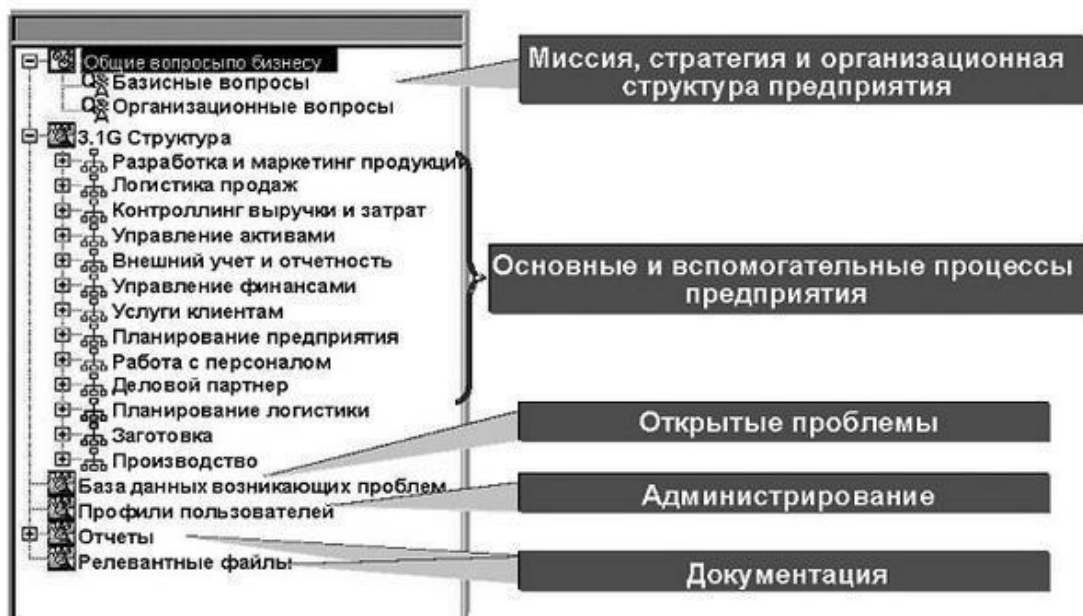 Общие вопросыпо бизнесу
Базисные вопросы
Организационные вопросы
3.1G Структура
Разработка и маркетинг продукции
Логистика продаж
Контроллинг выручки и затрат
Управление активами
Внешний учет и отчетность
Управление финансами
Услуги клиентам
Планирование предприятия
Работа с персоналом
Деловой партнер
Планирование логистики
Заготовка
Производство
База данных возникающих проблем
Профили пользователей
Отчеты
Релевантные файлы
Миссия, стратегия и организационная
структура предприятия
Основные и вспомогательные процессы
предприятия
Открытые проблемы
Администрирование
Документация